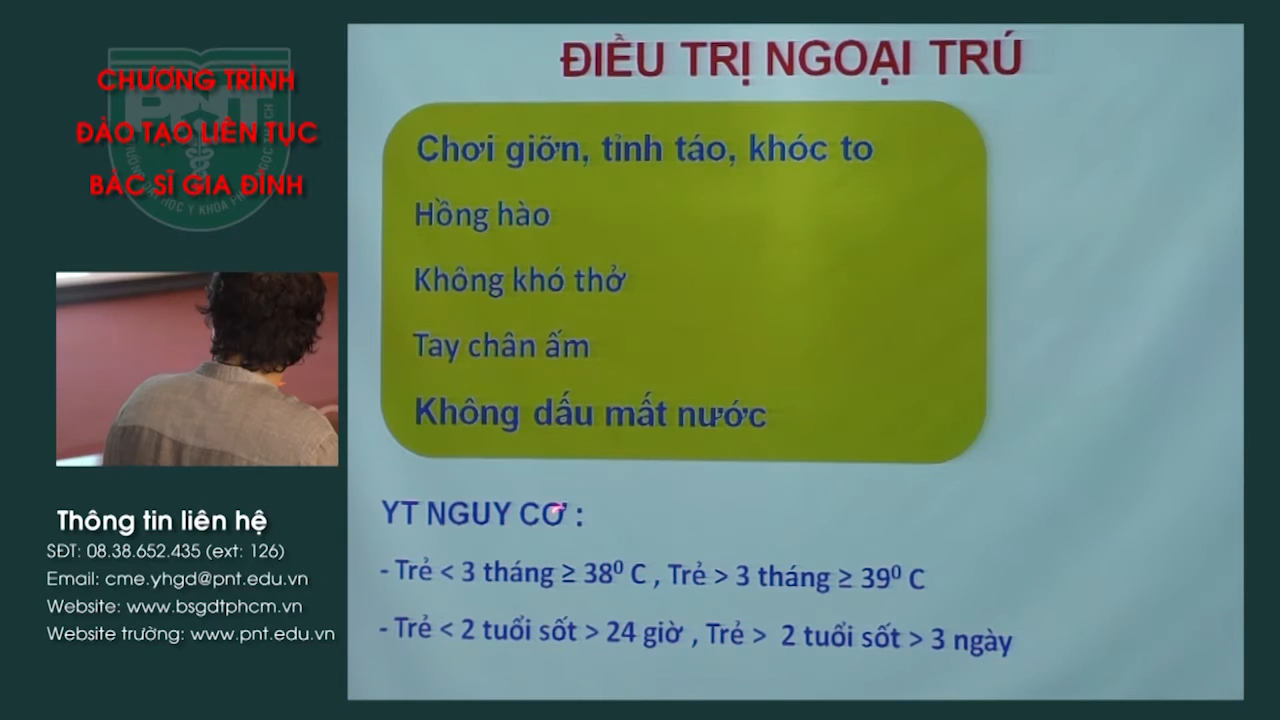 CHƯƠNG TRÌNH
ĐÀO TẠO LIÊN TỤC
BÁC SĨ GIA ĐÌNH
PNT
Thông tin liên hệ
SĐT: 08.38.652.435 (ext: 126)
Email: cme.yhgd@pnt.edu.vn
Website: www.bsgdtphcm.vn
Website trường: www.pnt.edu.vn
ĐIỀU TRỊ NGOẠI TRÚ
Chơi giỡn, tỉnh táo, khóc to
Hồng hào
Không khó thở
Tay chân ấm
Không dấu mất nước
YT NGUY CƠ :
- Trẻ < 3 tháng ≥ 38⁰ C , Trẻ > 3 tháng ≥ 39⁰ C
- Trẻ < 2 tuổi sốt > 24 giờ , Trẻ > 2 tuổi sốt > 3 ngày